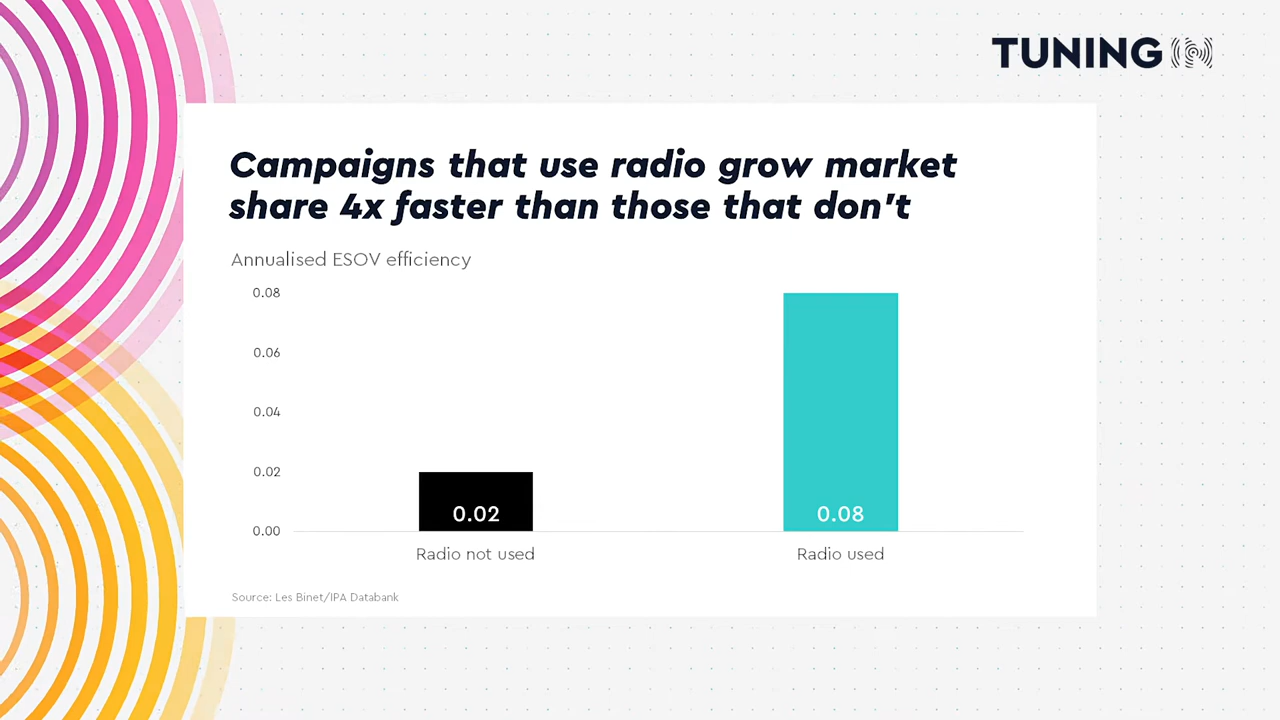 TUNING IN
Campaigns that use radio grow market
share 4x faster than those that don't
Annualised ESOV efficiency
0.08
0.06
0.04
0.02
0.00
0.02
0.08
Radio not used
Radio used
Source: Les Binet/IPA Databank